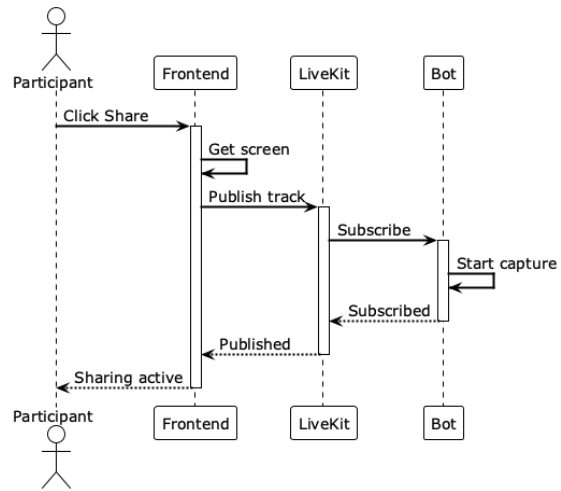 Participant
Frontend
LiveKit
Bot
Click Share
Get screen
Publish track
Subscribe
Start capture
Subscribed
Published
Sharing active
Participant
Frontend
LiveKit
Bot